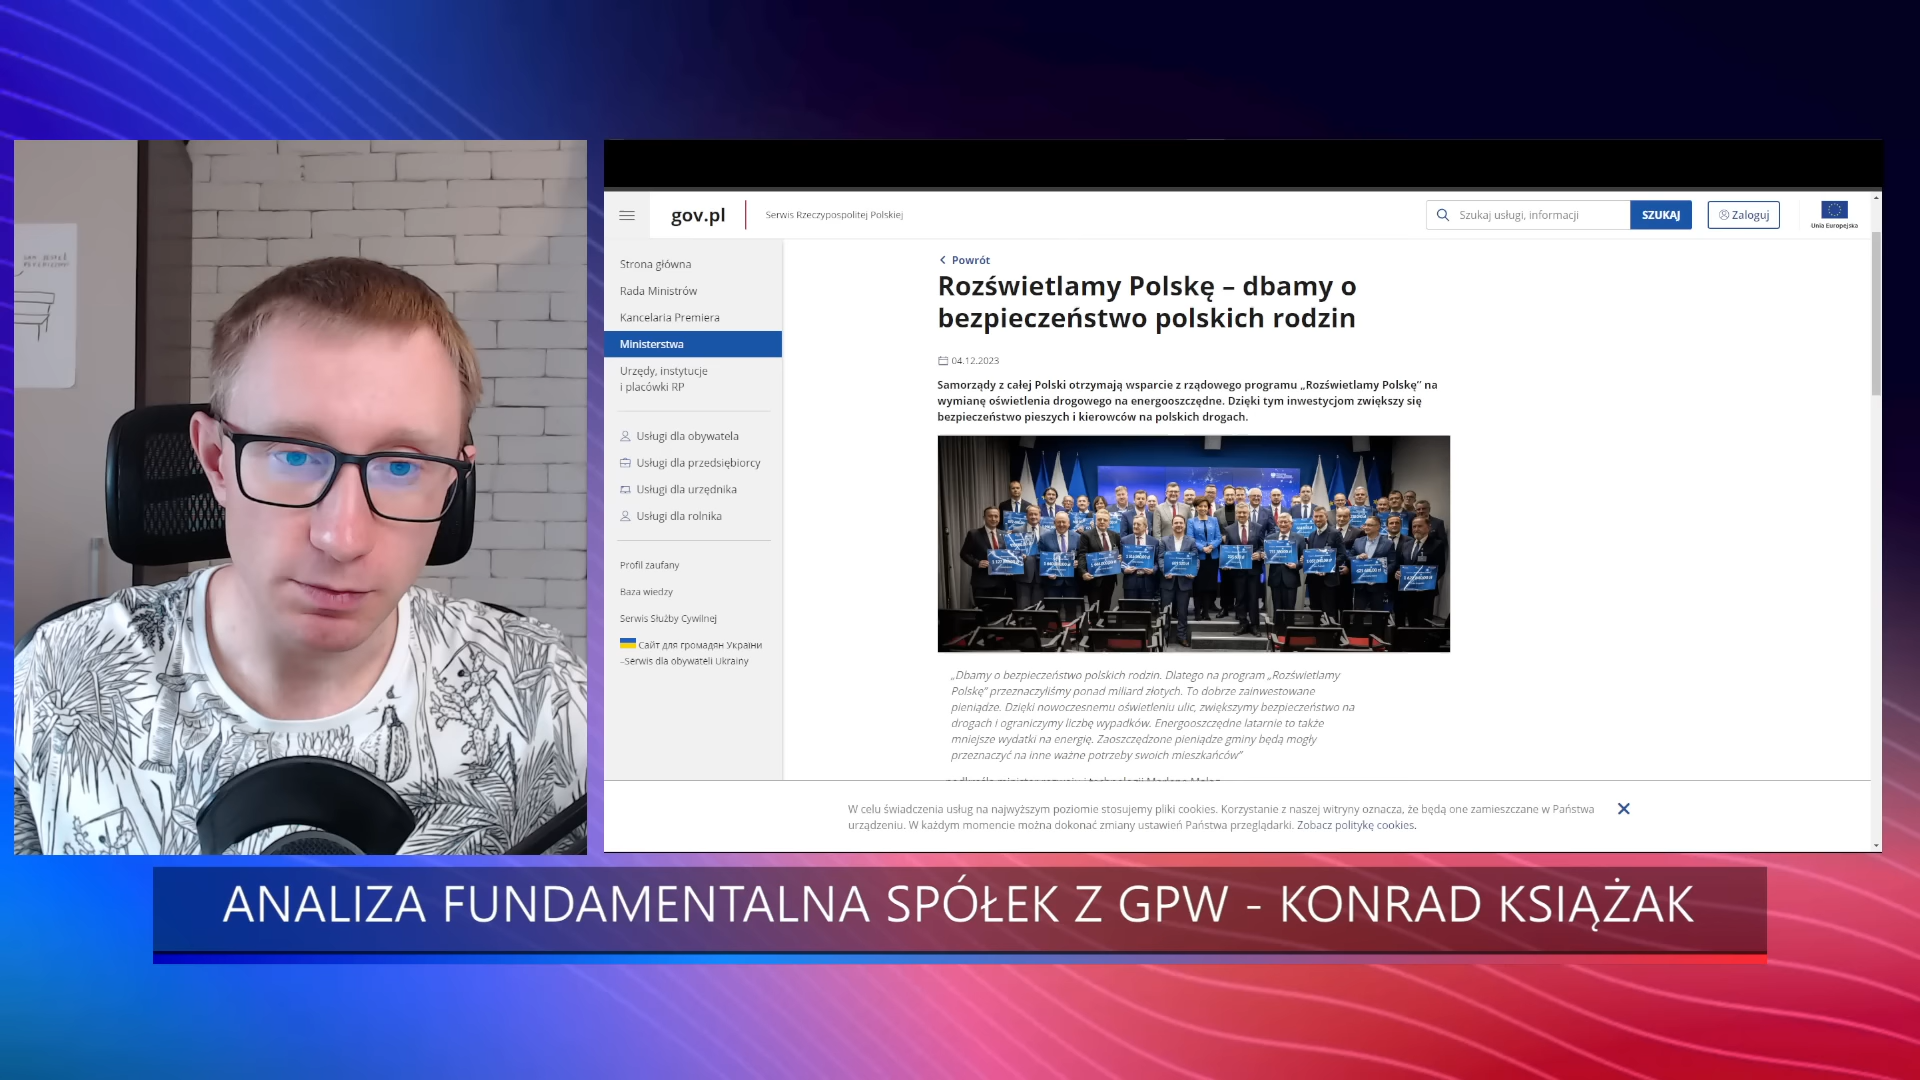 gov.pl
Serwis Rzeczypospolitej Polskiej
Szukaj usługi, informacji
SZUKAJ
Zaloguj
Unia Europejska
Strona główna
Rada Ministrów
Kancelaria Premiera
Ministerstwa
Urzędy, instytucje
i placówki RP
Usługi dla obywatela
Usługi dla przedsiębiorcy
Usługi dla urzędnika
Usługi dla rolnika
Profil zaufany
Baza wiedzy
Serwis Służby Cywilnej
Сайт для громадян України
–Serwis dla obywateli Ukrainy
Powrót
Rozświetlamy Polskę – dbamy o
bezpieczeństwo polskich rodzin
04.12.2023
Samorządy z całej Polski otrzymają wsparcie z rządowego programu „Rozświetlamy Polskę” na
wymianę oświetlenia drogowego na energooszczędne. Dzięki tym inwestycjom zwiększy się
bezpieczeństwo pieszych i kierowców na polskich drogach.
„Dbamy o bezpieczeństwo polskich rodzin. Dlatego na program „Rozświetlamy
Polskę” przeznaczyliśmy ponad miliard złotych. To dobrze zainwestowane
pieniądze. Dzięki nowoczesnemu oświetleniu ulic, zwiększymy bezpieczeństwo na
drogach i ograniczymy liczbę wypadków. Energooszczędne latarnie to także
mniejsze wydatki na energię. Zaoszczędzone pieniądze gminy będą mogły
przeznaczyć na inne ważne potrzeby swoich mieszkańców”
W celu świadczenia usług na najwyższym poziomie stosujemy pliki cookies. Korzystanie z naszej witryny oznacza, że będą one zamieszczane w Państwa
urządzeniu. W każdym momencie można dokonać zmiany ustawień Państwa przeglądarki. Zobacz politykę cookies.
ANALIZA FUNDAMENTALNA SPÓŁEK Z GPW - KONRAD KSIĄŻAK